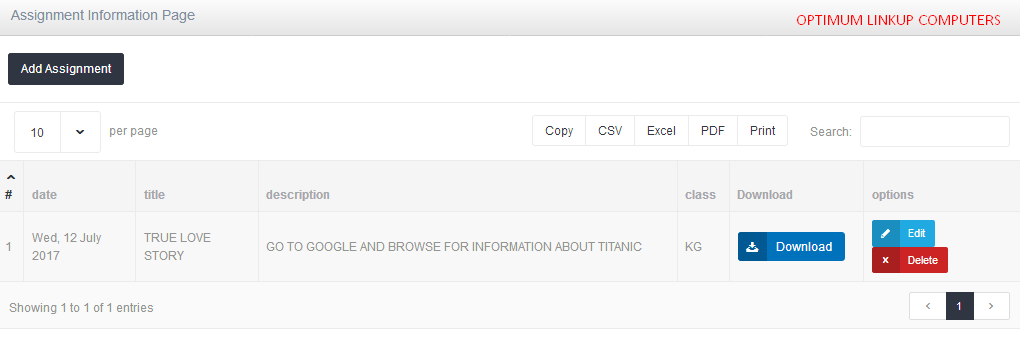 Assignment Information Page
OPTIMUM LINKUP COMPUTERS
Add Assignment
10 per page
Copy CSV Excel PDF Print Search:
# date title description class Download options
1 Wed, 12 July 2017 TRUE LOVE STORY GO TO GOOGLE AND BROWSE FOR INFORMATION ABOUT TITANIC KG Download Edit
Delete
Showing 1 to 1 of 1 entries
1